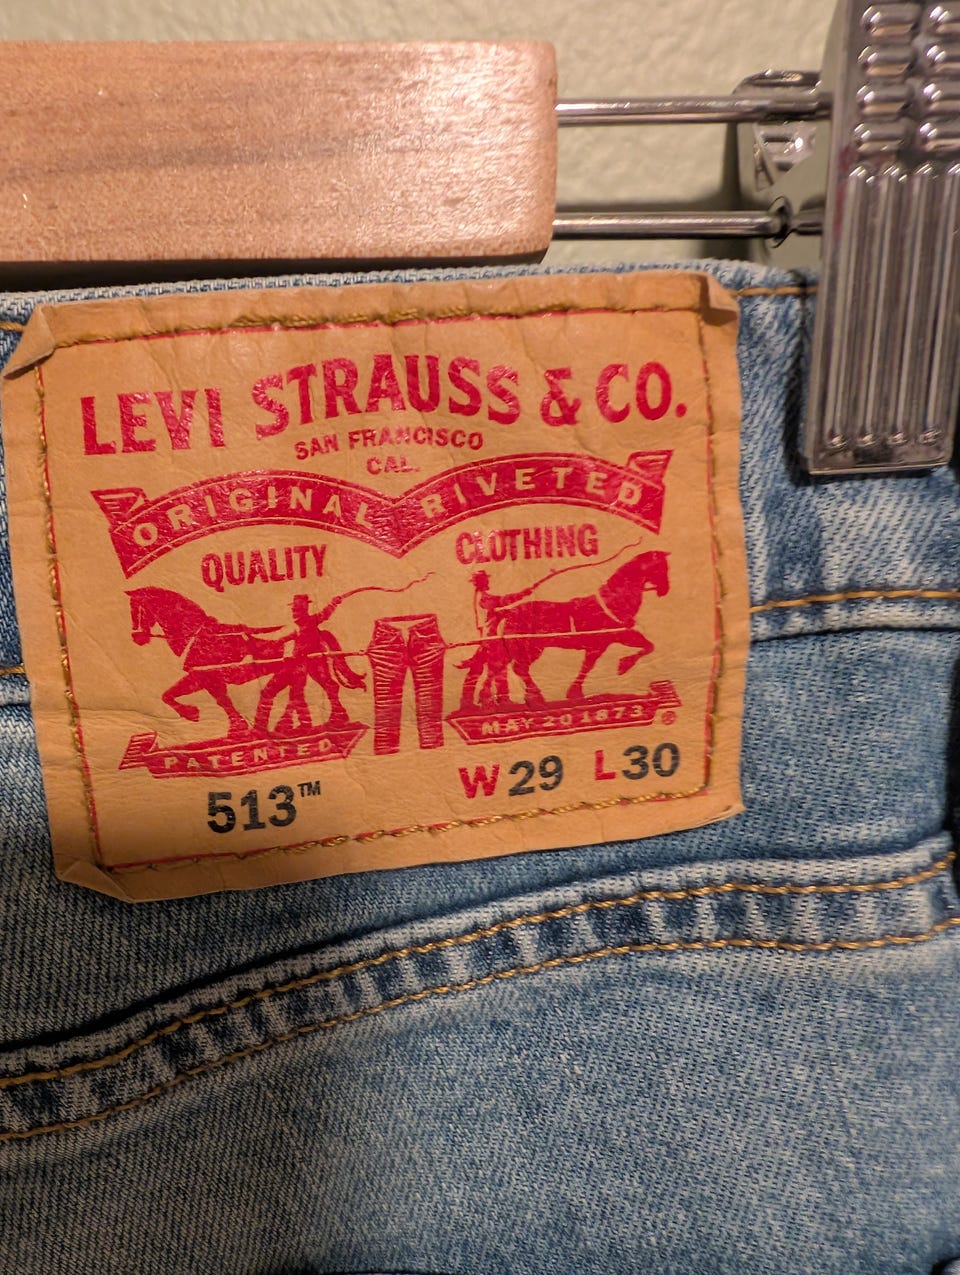 LEVI STRAUSS & CO.
SAN FRANCISCO
CAL.
ORIGINAL RIVETED
QUALITY CLOTHING
PATENTED MAY 20 1873 ®
513™ W29 L30